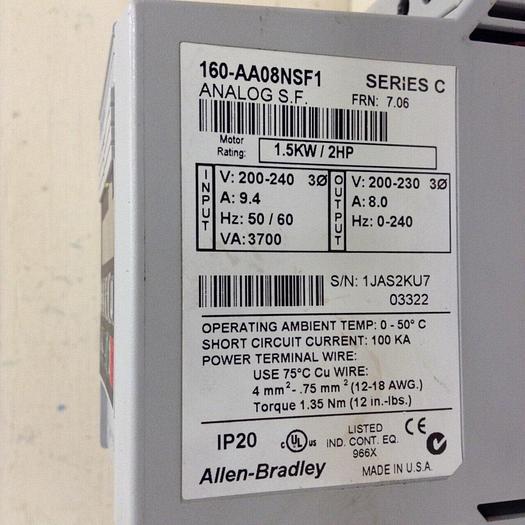 160-AA08NSF1 SERIES C
ANALOG S.F. FRN: 7.06
Motor Rating: 1.5KW / 2HP
INPUT
V: 200-240 3Ø
A: 9.4
Hz: 50 / 60
VA: 3700
OUTPUT
V: 200-230 3Ø
A: 8.0
Hz: 0-240
S/N: 1JAS2KU7
03322
OPERATING AMBIENT TEMP: 0 - 50° C
SHORT CIRCUIT CURRENT: 100 KA
POWER TERMINAL WIRE:
USE 75°C Cu WIRE:
4 mm² - .75 mm² (12-18 AWG.)
Torque 1.35 Nm (12 in.-lbs.)
IP20 c UL us LISTED CE
IND. CONT. EQ.
966X
Allen-Bradley MADE IN U.S.A.